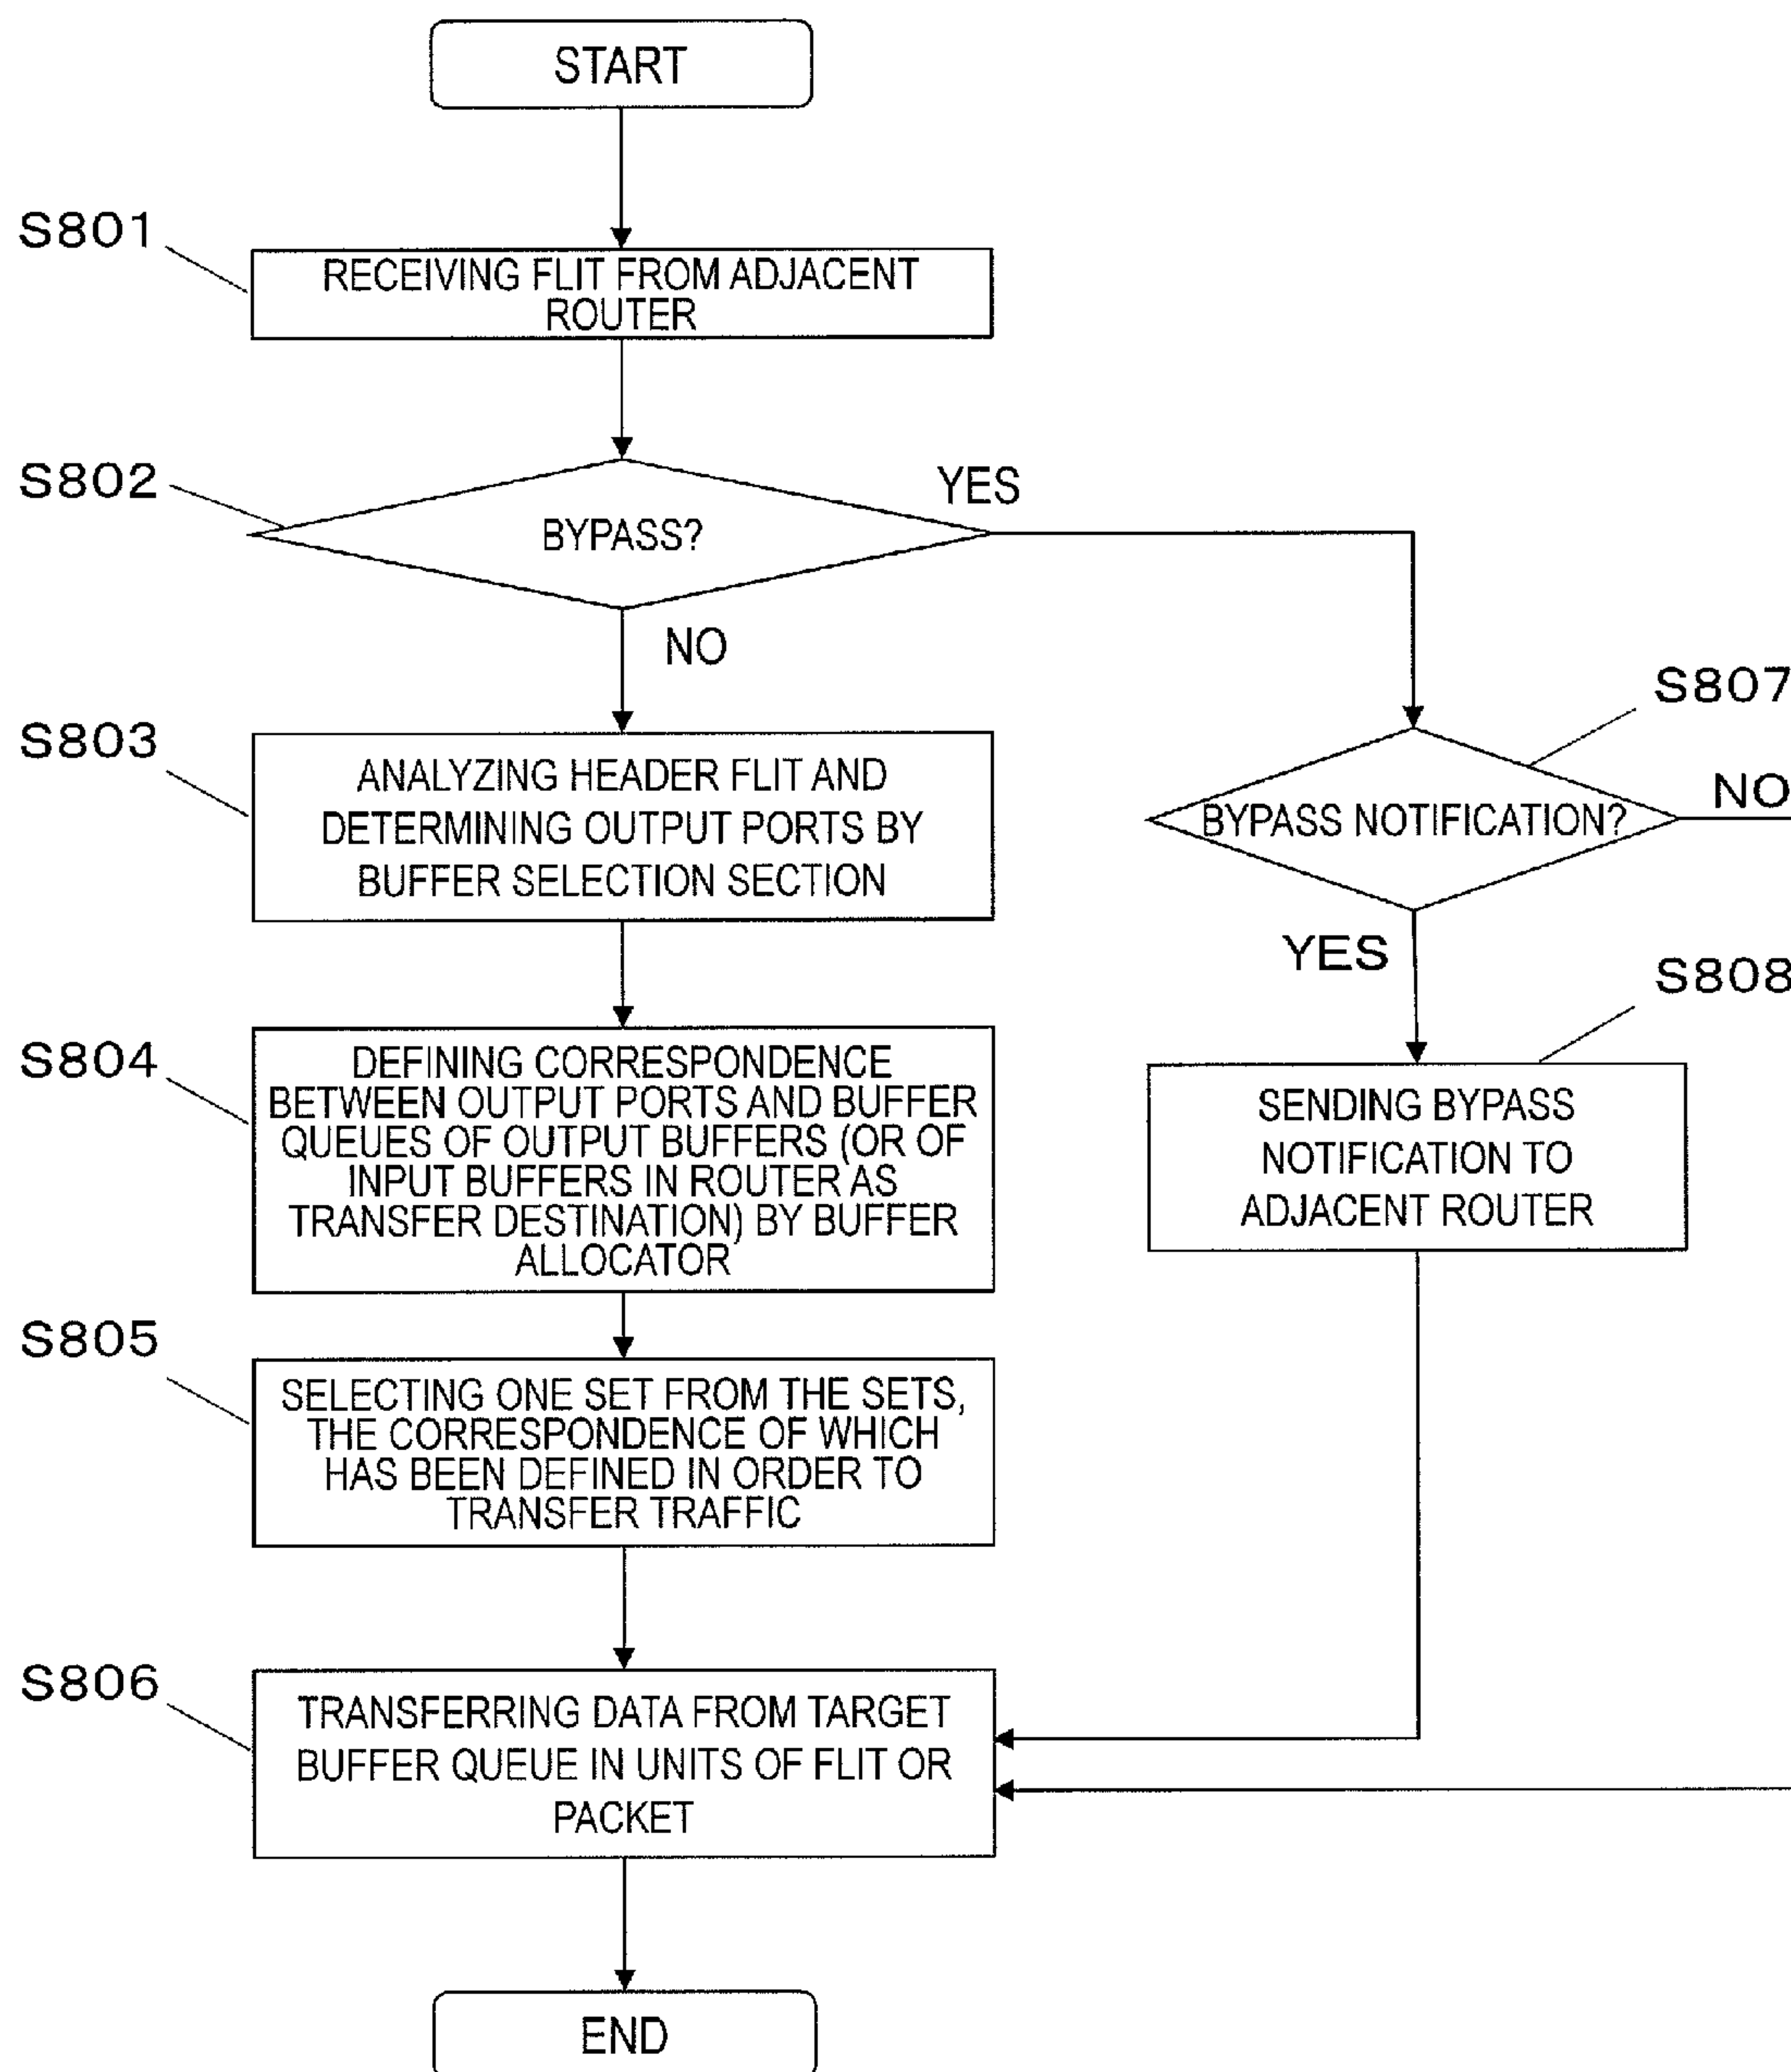 START
S801
RECEIVING FLIT FROM ADJACENT
ROUTER
S802
BYPASS?
YES
NO
S803
ANALYZING HEADER FLIT AND
DETERMINING OUTPUT PORTS BY
BUFFER SELECTION SECTION
S807
BYPASS NOTIFICATION?
NO
YES
S804
DEFINING CORRESPONDENCE
BETWEEN OUTPUT PORTS AND BUFFER
QUEUES OF OUTPUT BUFFERS (OR OF
INPUT BUFFERS IN ROUTER AS
TRANSFER DESTINATION) BY BUFFER
ALLOCATOR
S808
SENDING BYPASS
NOTIFICATION TO
ADJACENT ROUTER
S805
SELECTING ONE SET FROM THE SETS,
THE CORRESPONDENCE OF WHICH
HAS BEEN DEFINED IN ORDER TO
TRANSFER TRAFFIC
S806
TRANSFERRING DATA FROM TARGET
BUFFER QUEUE IN UNITS OF FLIT OR
PACKET
END